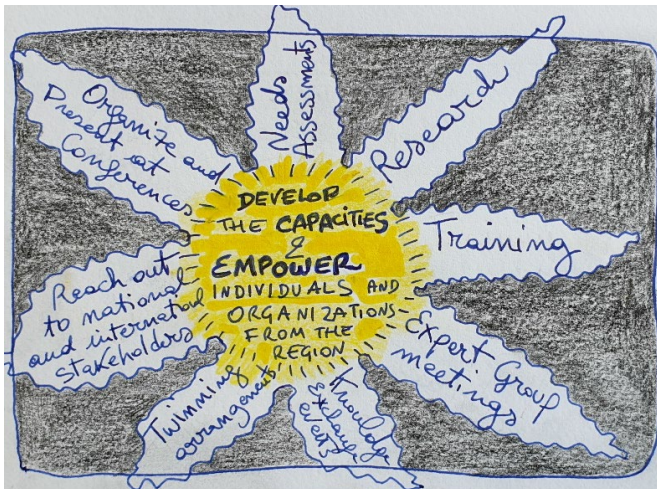 DEVELOP
THE CAPACITIES
&
EMPOWER
INDIVIDUALS AND
ORGANIZATIONS
FROM THE
REGION
Needs
Assessments
Research
Training
Expert Group
meetings
Knowledge
exchange
events
Twinning
arrangements
Reach out
to national
and international
stakeholders
Organize and
Present at
Conferences